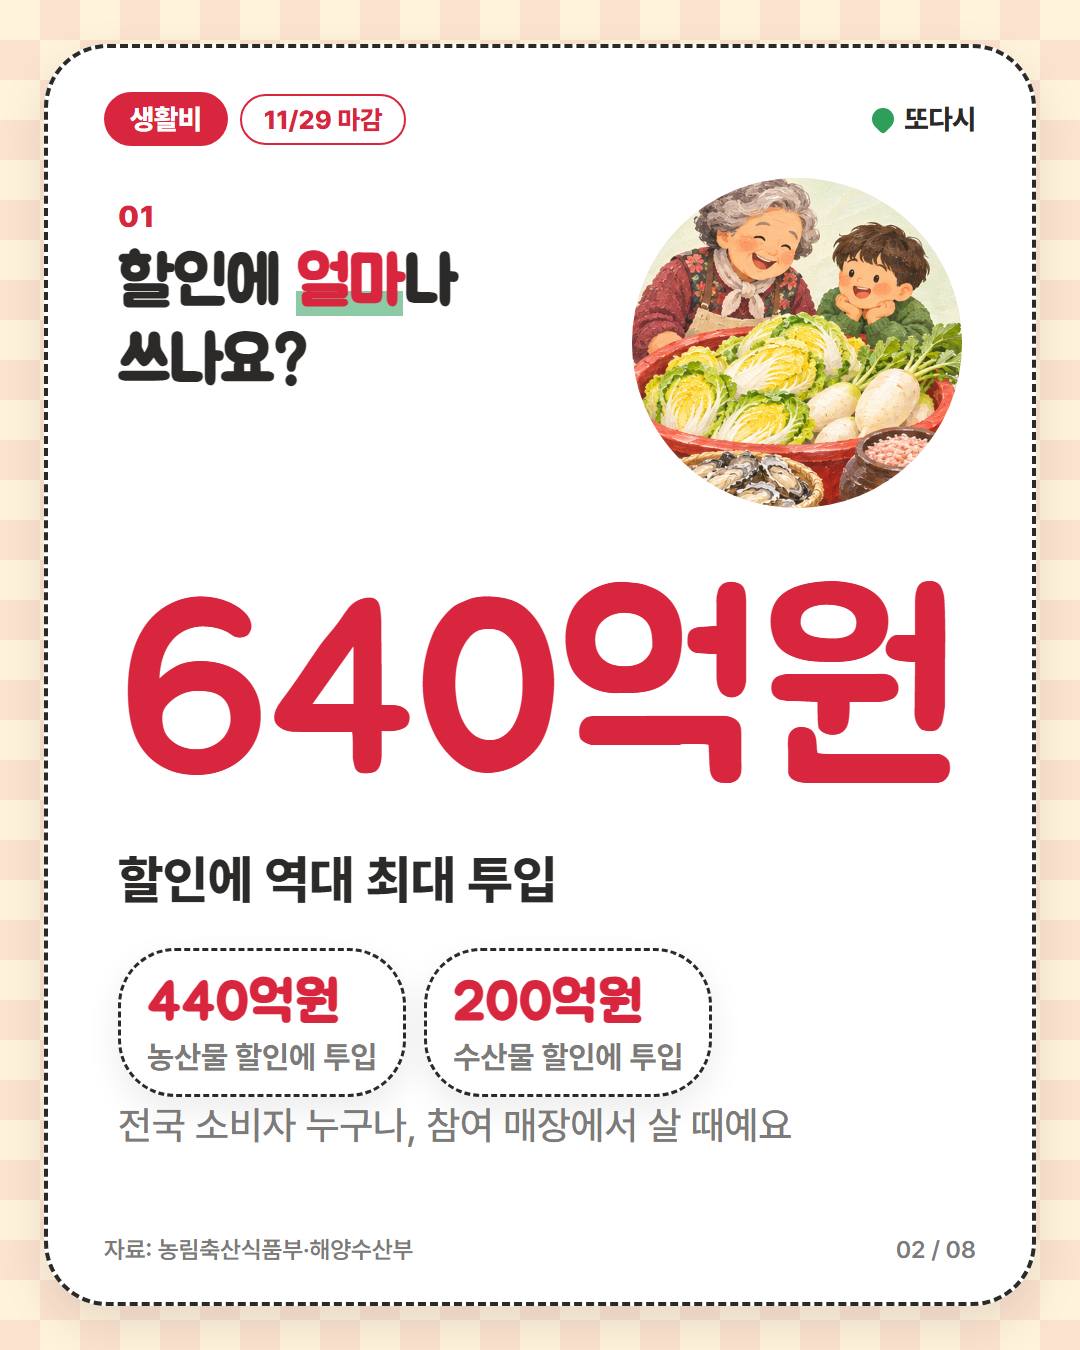 생활비
11/29 마감
또다시
01
할인에 얼마나
쓰나요?
640억원
할인에 역대 최대 투입
440억원
농산물 할인에 투입
200억원
수산물 할인에 투입
전국 소비자 누구나, 참여 매장에서 살 때예요
자료: 농림축산식품부·해양수산부
02 / 08